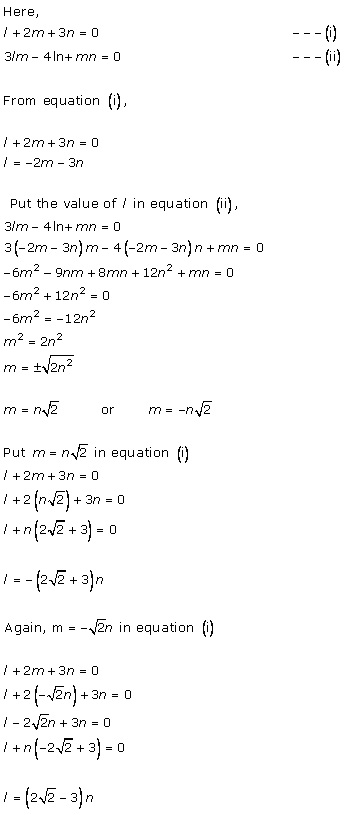 Here,
l + 2m + 3n = 0 - - - (i)
3lm - 4ln+ mn = 0 - - - (ii)
From equation (i),
l + 2m + 3n = 0
l = -2m - 3n
Put the value of l in equation (ii),
3lm - 4ln+ mn = 0
3(-2m - 3n)m - 4(-2m - 3n)n + mn = 0
-6m² - 9nm + 8mn + 12n² + mn = 0
-6m² + 12n² = 0
-6m² = -12n²
m² = 2n²
m = ±√(2n²)
m = n√2 or m = -n√2
Put m = n√2 in equation (i)
l + 2m + 3n = 0
l + 2(n√2) + 3n = 0
l + n(2√2 + 3) = 0
l = -(2√2 + 3)n
Again, m = -√2n in equation (i)
l + 2m + 3n = 0
l + 2(-√2n) + 3n = 0
l - 2√2n + 3n = 0
l + n(-2√2 + 3) = 0
l = (2√2 - 3)n